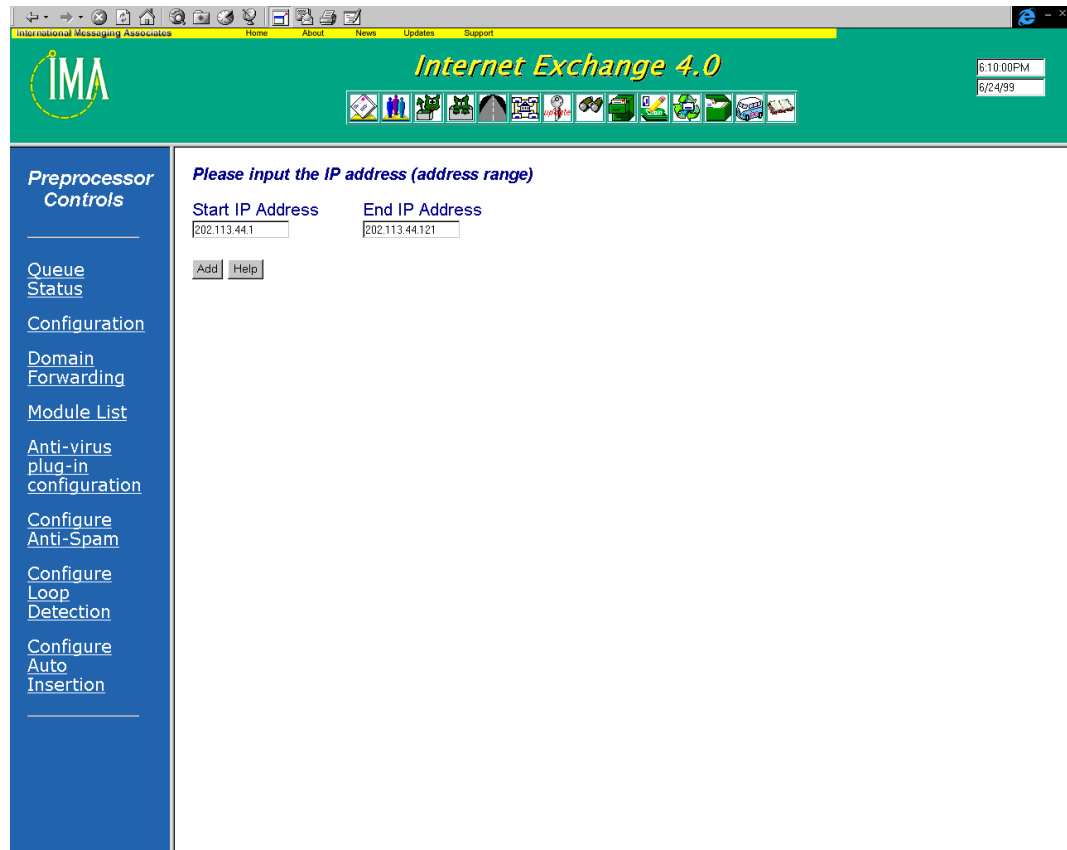 International Messaging Associates
Home About News Updates Support
IMA
Internet Exchange 4.0
6:10:00PM
6/24/99
update
Preprocessor
Controls
Queue
Status
Configuration
Domain
Forwarding
Module List
Anti-virus
plug-in
configuration
Configure
Anti-Spam
Configure
Loop
Detection
Configure
Auto
Insertion
Please input the IP address (address range)
Start IP Address End IP Address
202.113.44.1 202.113.44.121
Add Help